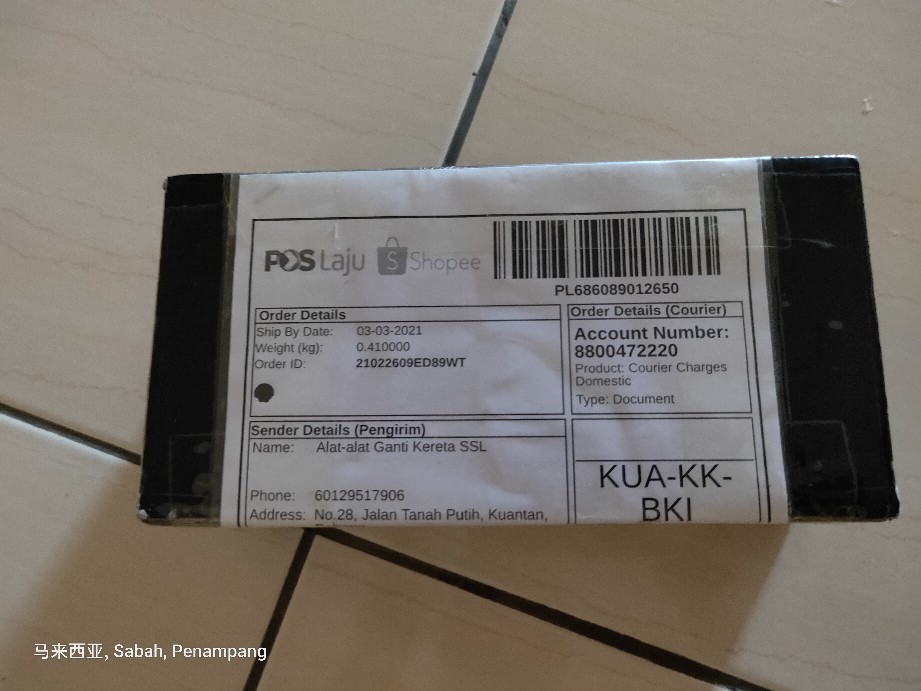 POS Laju Shopee
PL686089012650
Order Details
Ship By Date: 03-03-2021
Weight (kg): 0.410000
Order ID: 21022609ED89WT
Order Details (Courier)
Account Number:
8800472220
Product: Courier Charges
Domestic
Type: Document
Sender Details (Pengirim)
Name: Alat-alat Ganti Kereta SSL
Phone: 60129517906
Address: No.28, Jalan Tanah Putih, Kuantan,
KUA-KK-
BKI
马来西亚, Sabah, Penampang